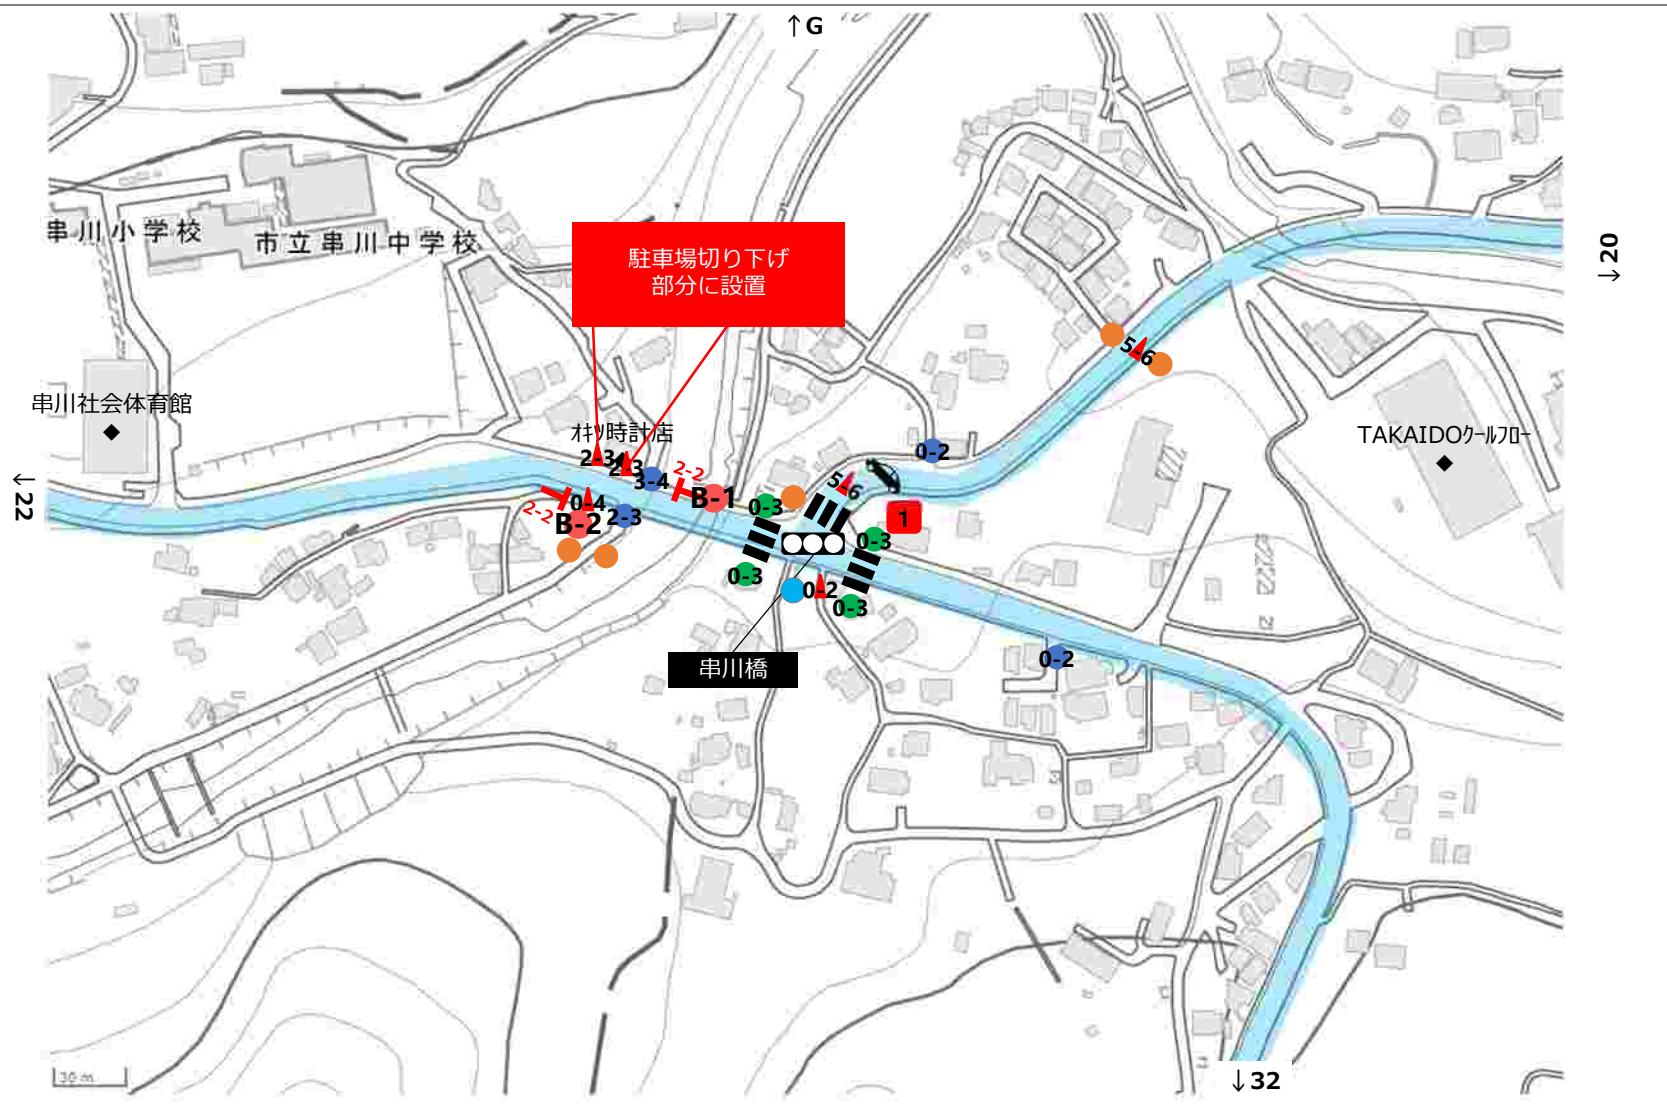 ↑G
串川小学校
市立串川中学校
駐車場切り下げ
部分に設置
↓20
5-6
串川社会体育館
◆
オキツ時計店
TAKAIDOクールフロー
◆
0-2
2-3
2-3
3-4
2-2
B-1
5-6
↓22
0-4
2-2
B-2
2-3
0-3
1
0-3
0-3
0-2
0-3
串川橋
0-2
30 m
↓32